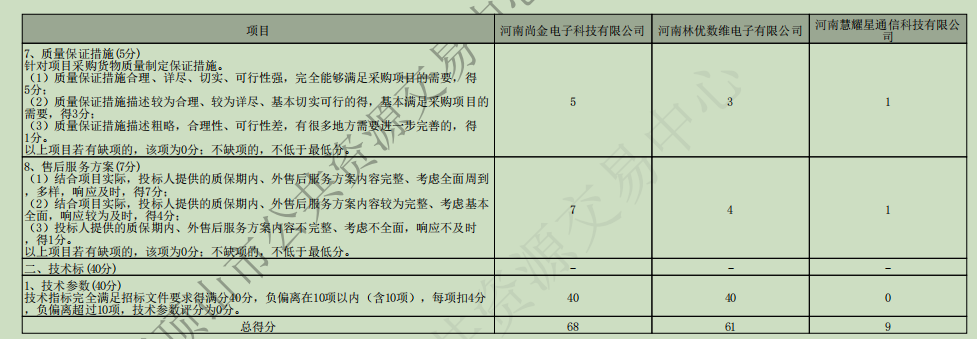 项目 河南尚金电子科技有限公司 河南林优数维电子有限公司 河南慧耀星通信科技有限公
司
7、质量保证措施(5分)
针对项目采购货物质量制定保证措施。
（1）质量保证措施合理、详尽、切实、可行性强，完全能够满足采购项目的需要，得
5分；
（2）质量保证措施描述较为合理、较为详尽、基本切实可行的得，基本满足采购项目的
需要，得3分；
（3）质量保证措施描述粗略，合理性、可行性差，有很多地方需要进一步完善的，得
1分。
以上项目若有缺项的，该项为0分；不缺项的，不低于最低分。
5 3 1
8、售后服务方案(7分)
（1）结合项目实际，投标人提供的质保期内、外售后服务方案内容完整、考虑全面周到
，多样，响应及时，得7分；
（2）结合项目实际，投标人提供的质保期内、外售后服务方案内容较为完整、考虑基本
全面，响应较为及时，得4分；
（3）投标人提供的质保期内、外售后服务方案内容不完整、考虑不全面，响应不及时
，得1分。
以上项目若有缺项的，该项为0分；不缺项的，不低于最低分。
7 4 1
二、技术标(40分) - - -
1、技术参数(40分)
技术指标完全满足招标文件要求得满分40分，负偏离在10项以内（含10项），每项扣4分
，负偏离超过10项，技术参数评分为0分。
40 40 0
总得分 68 61 9
顶山市公共资源交易
共资源交易中心